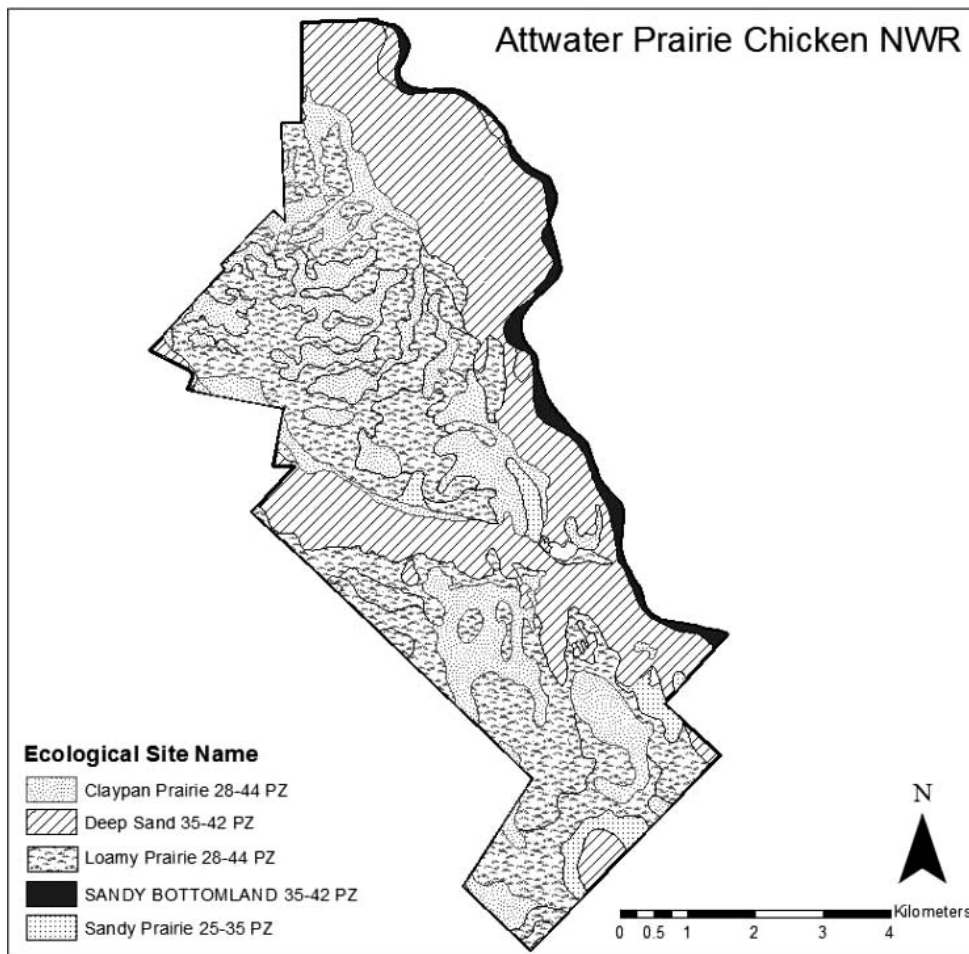 Attwater Prairie Chicken NWR
Ecological Site Name
Claypan Prairie 28-44 PZ
Deep Sand 35-42 PZ
Loamy Prairie 28-44 PZ
SANDY BOTTOMLAND 35-42 PZ
Sandy Prairie 25-35 PZ
N
Kilometers
0 0.5 1 2 3 4